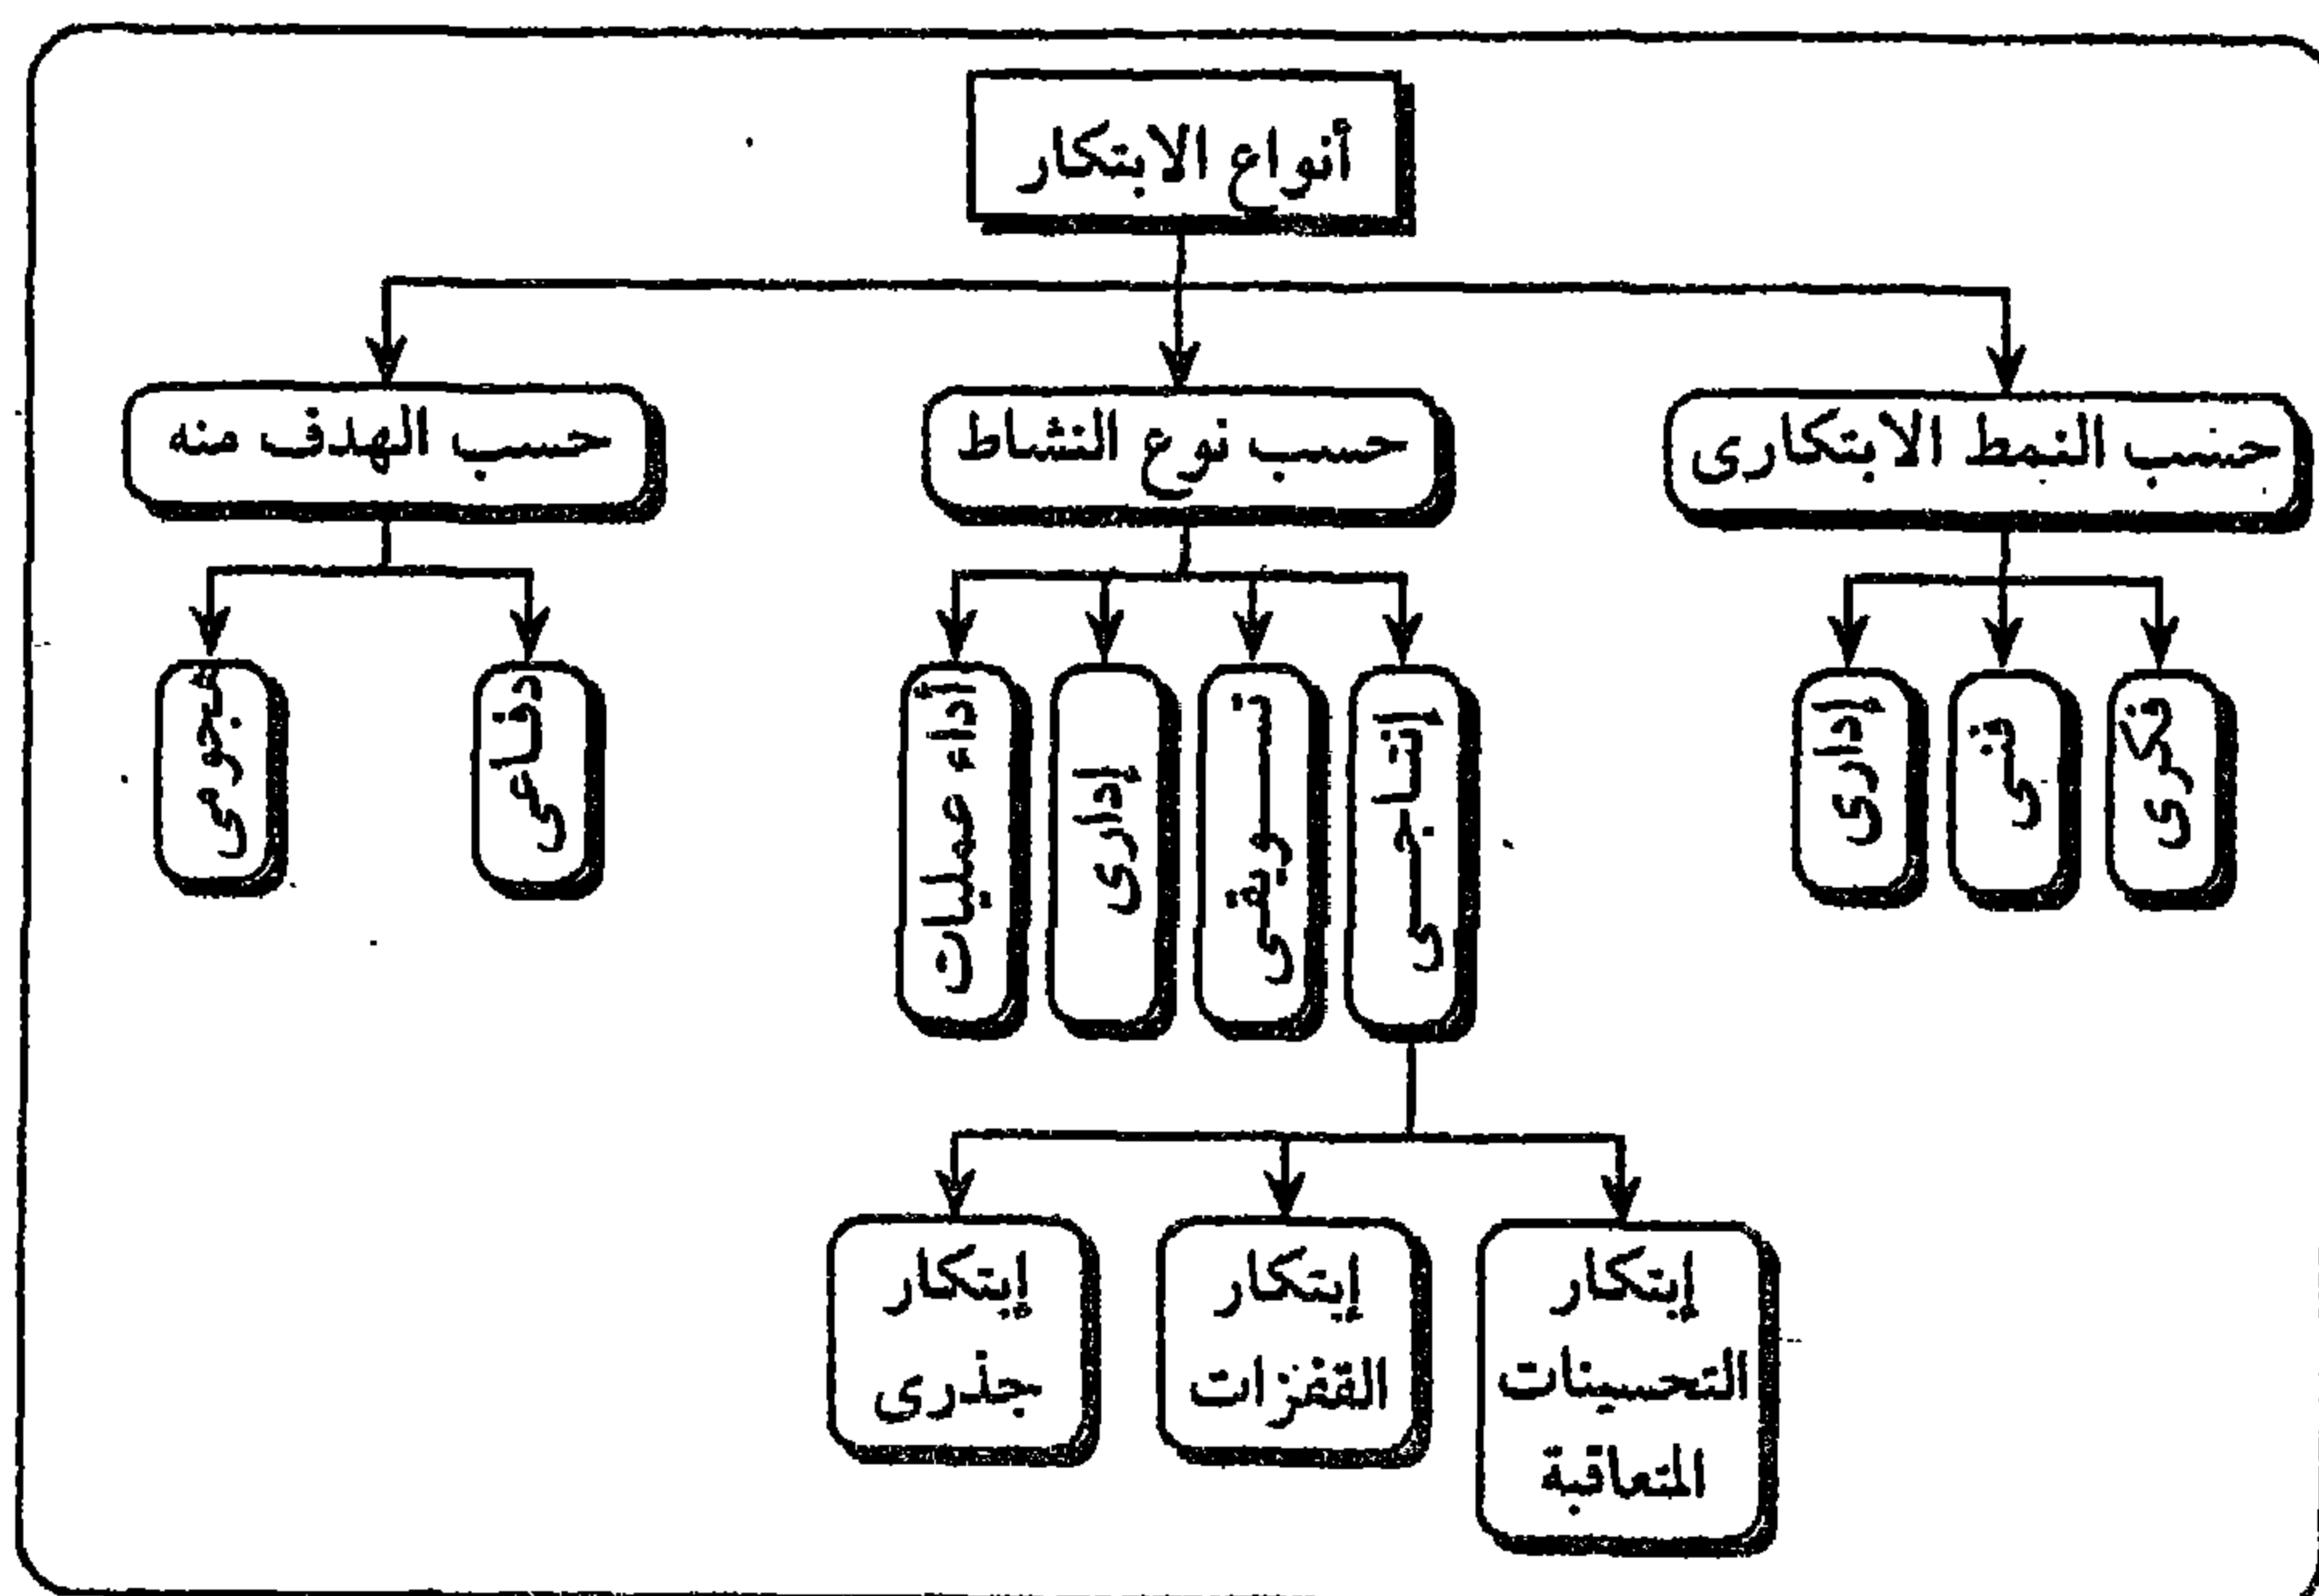 أنواع الابتكار
حسب النمط الابتكارى
حسب نوع النشاط
حسب الهدف منه
فكرى
فنى
إدارى
إنتاجى
تسويقى
إدارى
أداء عمليات
هجومى
إبتكار
التحسينات
المتعاقبة
إبتكار
القفزات
إبتكار
جذرى